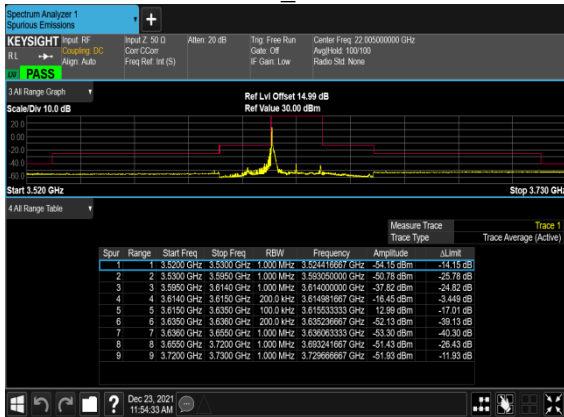 Spectrum Analyzer 1
Spurious Emissions
KEYSIGHT Input: RF Input Z: 50 Ω Atten: 20 dB Trig: Free Run Center Freq: 22.005000000 GHz
RL Coupling: DC Corr CCorr Gate: Off Avg|Hold: 100/100
Align: Auto Freq Ref: Int (S) IF Gain: Low Radio Std: None
PASS
3 All Range Graph Ref Lvl Offset 14.99 dB
Scale/Div 10.0 dB Ref Value 30.00 dBm
20.0
0.00
-20.0
-40.0
-60.0
Start 3.520 GHz Stop 3.730 GHz
4 All Range Table
Measure Trace Trace 1
Trace Type Trace Average (Active)
Spur Range Start Freq Stop Freq RBW Frequency Amplitude ΔLimit
1 1 3.5200 GHz 3.5300 GHz 1.000 MHz 3.524416667 GHz -54.15 dBm -14.15 dB
2 2 3.5300 GHz 3.5950 GHz 1.000 MHz 3.593050000 GHz -50.78 dBm -25.78 dB
3 3 3.5950 GHz 3.6140 GHz 1.000 MHz 3.614000000 GHz -37.82 dBm -24.82 dB
4 4 3.6140 GHz 3.6150 GHz 200.0 kHz 3.614981667 GHz -16.45 dBm -3.449 dB
5 5 3.6150 GHz 3.6350 GHz 100.0 kHz 3.615533333 GHz 12.99 dBm -17.01 dB
6 6 3.6350 GHz 3.6360 GHz 200.0 kHz 3.635236667 GHz -52.13 dBm -39.13 dB
7 7 3.6360 GHz 3.6550 GHz 1.000 MHz 3.636063333 GHz -53.30 dBm -40.30 dB
8 8 3.6550 GHz 3.7200 GHz 1.000 MHz 3.693241667 GHz -51.43 dBm -26.43 dB
9 9 3.7200 GHz 3.7300 GHz 1.000 MHz 3.729666667 GHz -51.93 dBm -11.93 dB
Dec 23, 2021
11:54:33 AM